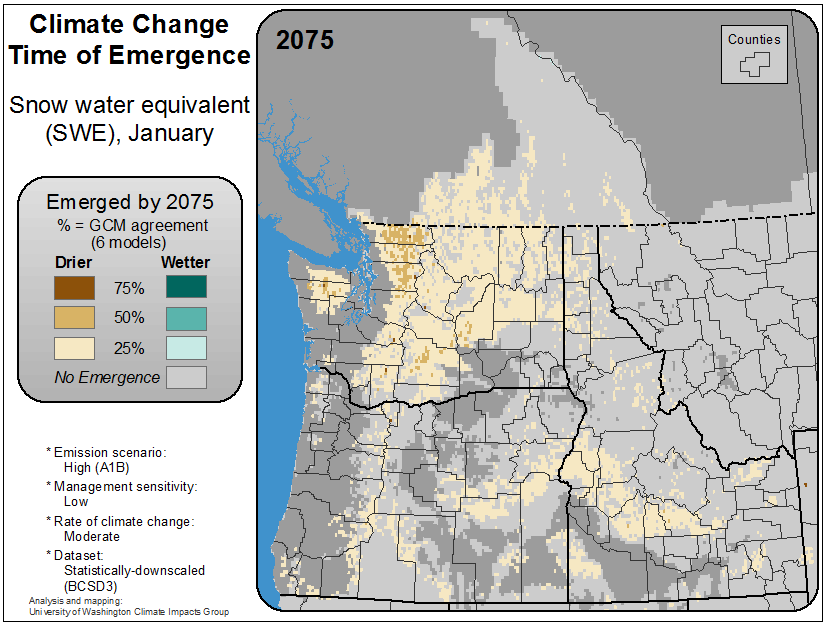 Climate Change
Time of Emergence
Snow water equivalent
(SWE), January
Emerged by 2075
% = GCM agreement
(6 models)
Drier Wetter
75%
50%
25%
No Emergence
* Emission scenario:
High (A1B)
* Management sensitivity:
Low
* Rate of climate change:
Moderate
* Dataset:
Statistically-downscaled
(BCSD3)
Analysis and mapping:
University of Washington Climate Impacts Group
2075
Counties